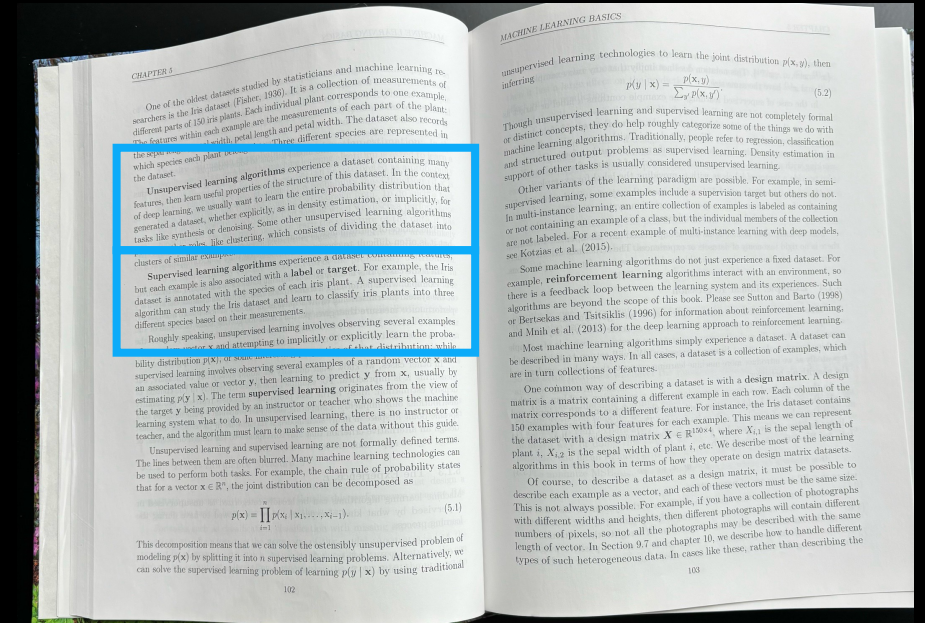 CHAPTER 5
One of the oldest datasets studied by statisticians and machine learning re-
searchers is the Iris dataset (Fisher, 1936). It is a collection of measurements of
different parts of 150 iris plants. Each individual plant corresponds to one example.
The features within each example are the measurements of each part of the plant:
the sepal width, petal length and petal width. The dataset also records
which species each plant Three different species are represented in
the dataset.
Unsupervised learning algorithms experience a dataset containing many
features, then learn useful properties of the structure of this dataset. In the context
of deep learning, we usually want to learn the entire probability distribution that
generated a dataset, whether explicitly, as in density estimation, or implicitly, for
tasks like synthesis or denoising. Some other unsupervised learning algorithms
like clustering, which consists of dividing the dataset into
clusters of similar
Supervised learning algorithms experience a dataset containing features,
but each example is also associated with a label or target. For example, the Iris
dataset is annotated with the species of each iris plant. A supervised learning
algorithm can study the Iris dataset and learn to classify iris plants into three
different species based on their measurements.
Roughly speaking, unsupervised learning involves observing several examples
vector x and attempting to implicitly or explicitly learn the proba-
bility distribution p(x), or of that distribution; while
supervised learning involves observing several examples of a random vector x and
an associated value or vector y, then learning to predict y from x, usually by
estimating p(y | x). The term supervised learning originates from the view of
the target y being provided by an instructor or teacher who shows the machine
learning system what to do. In unsupervised learning, there is no instructor or
teacher, and the algorithm must learn to make sense of the data without this guide.
Unsupervised learning and supervised learning are not formally defined terms.
The lines between them are often blurred. Many machine learning technologies can
be used to perform both tasks. For example, the chain rule of probability states
that for a vector x ∈ ℝⁿ, the joint distribution can be decomposed as
p(x) = ∏ⁿᵢ₌₁ p(xᵢ | x₁, . . . , xᵢ₋₁). (5.1)
This decomposition means that we can solve the ostensibly unsupervised problem of
modeling p(x) by splitting it into n supervised learning problems. Alternatively, we
can solve the supervised learning problem of learning p(y | x) by using traditional
102
MACHINE LEARNING BASICS
unsupervised learning technologies to learn the joint distribution p(x, y), then
inferring
p(y | x) = p(x, y) / ∑y′ p(x, y′). (5.2)
Though unsupervised learning and supervised learning are not completely formal
or distinct concepts, they do help roughly categorize some of the things we do with
machine learning algorithms. Traditionally, people refer to regression, classification
and structured output problems as supervised learning. Density estimation in
support of other tasks is usually considered unsupervised learning.
Other variants of the learning paradigm are possible. For example, in semi-
supervised learning, some examples include a supervision target but others do not.
In multi-instance learning, an entire collection of examples is labeled as containing
or not containing an example of a class, but the individual members of the collection
are not labeled. For a recent example of multi-instance learning with deep models,
see Kotzias et al. (2015).
Some machine learning algorithms do not just experience a fixed dataset. For
example, reinforcement learning algorithms interact with an environment, so
there is a feedback loop between the learning system and its experiences. Such
algorithms are beyond the scope of this book. Please see Sutton and Barto (1998)
or Bertsekas and Tsitsiklis (1996) for information about reinforcement learning,
and Mnih et al. (2013) for the deep learning approach to reinforcement learning.
Most machine learning algorithms simply experience a dataset. A dataset can
be described in many ways. In all cases, a dataset is a collection of examples, which
are in turn collections of features.
One common way of describing a dataset is with a design matrix. A design
matrix is a matrix containing a different example in each row. Each column of the
matrix corresponds to a different feature. For instance, the Iris dataset contains
150 examples with four features for each example. This means we can represent
the dataset with a design matrix X ∈ ℝ¹⁵⁰ˣ⁴, where Xᵢ,₁ is the sepal length of
plant i, Xᵢ,₂ is the sepal width of plant i, etc. We describe most of the learning
algorithms in this book in terms of how they operate on design matrix datasets.
Of course, to describe a dataset as a design matrix, it must be possible to
describe each example as a vector, and each of these vectors must be the same size.
This is not always possible. For example, if you have a collection of photographs
with different widths and heights, then different photographs will contain different
numbers of pixels, so not all the photographs may be described with the same
length of vector. In Section 9.7 and chapter 10, we describe how to handle different
types of such heterogeneous data. In cases like these, rather than describing the
103